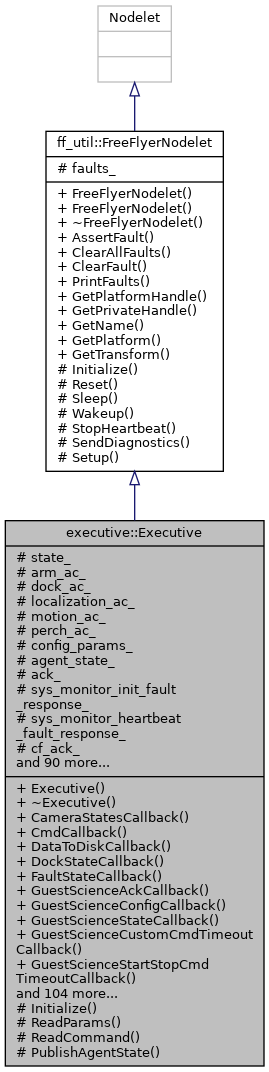 Nodelet
ff_util::FreeFlyerNodelet
# faults_
+ FreeFlyerNodelet()
+ FreeFlyerNodelet()
+ ~FreeFlyerNodelet()
+ AssertFault()
+ ClearAllFaults()
+ ClearFault()
+ PrintFaults()
+ GetPlatformHandle()
+ GetPrivateHandle()
+ GetName()
+ GetPlatform()
+ GetTransform()
# Initialize()
# Reset()
# Sleep()
# Wakeup()
# StopHeartbeat()
# SendDiagnostics()
# Setup()
executive::Executive
# state_
# arm_ac_
# dock_ac_
# localization_ac_
# motion_ac_
# perch_ac_
# config_params_
# agent_state_
# ack_
# sys_monitor_init_fault
_response_
# sys_monitor_heartbeat
_fault_response_
# cf_ack_
and 90 more...
+ Executive()
+ ~Executive()
+ CameraStatesCallback()
+ CmdCallback()
+ DataToDiskCallback()
+ DockStateCallback()
+ FaultStateCallback()
+ GuestScienceAckCallback()
+ GuestScienceConfigCallback()
+ GuestScienceStateCallback()
+ GuestScienceCustomCmdTimeout
Callback()
+ GuestScienceStartStopCmd
TimeoutCallback()
and 104 more...
# Initialize()
# ReadParams()
# ReadCommand()
# PublishAgentState()